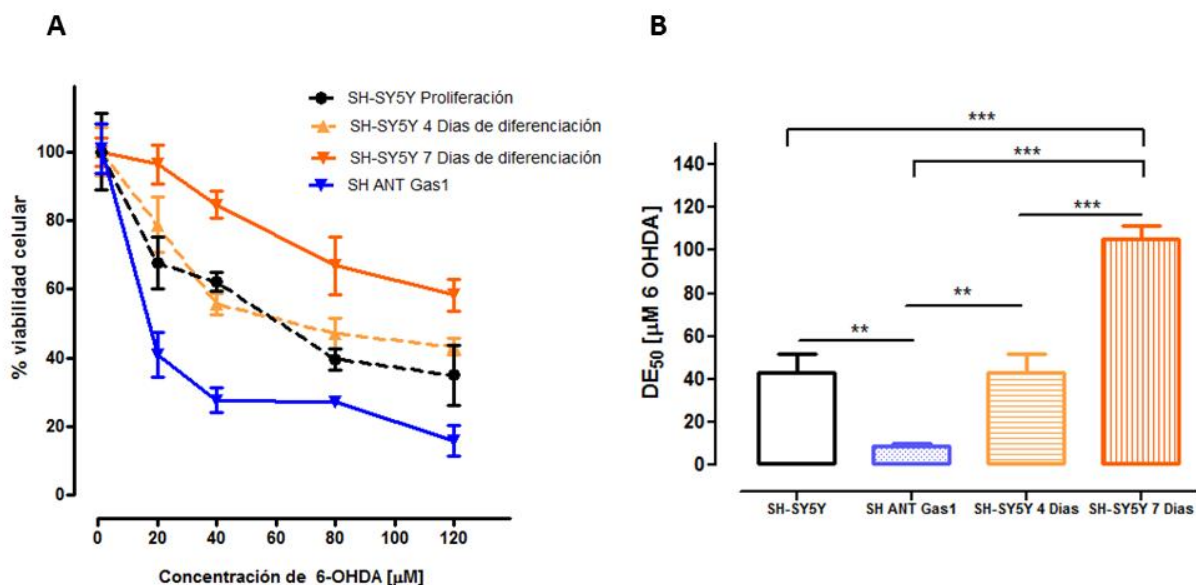 A
% viabilidad celular
100
80
60
40
20
0
SH-SY5Y Proliferación
SH-SY5Y 4 Dias de diferenciación
SH-SY5Y 7 Dias de diferenciación
SH ANT Gas1
0 20 40 60 80 100 120
Concentración de 6-OHDA [µM]
B
DE50 [µM 6 OHDA]
140
120
100
80
60
40
20
0
***
***
***
**
**
SH-SY5Y SH ANT Gas1 SH-SY5Y 4 Dias SH-SY5Y 7 Dias